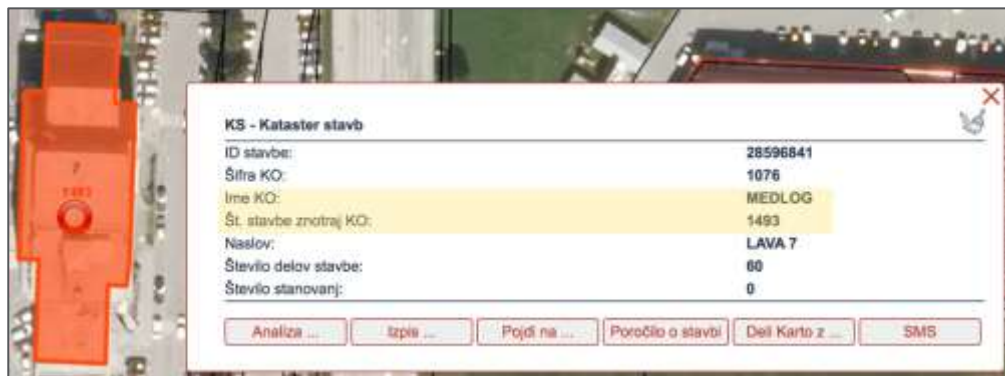 7
1493
KS - Kataster stavb
ID stavbe: 28596841
Šifra KO: 1076
Ime KO: MEDLOG
Št. stavbe znotraj KO: 1493
Naslov: LAVA 7
Število delov stavbe: 60
Število stanovanj: 0
Analiza ... Izpis ... Pojdi na ... Poročilo o stavbi Deli Karto z ... SMS